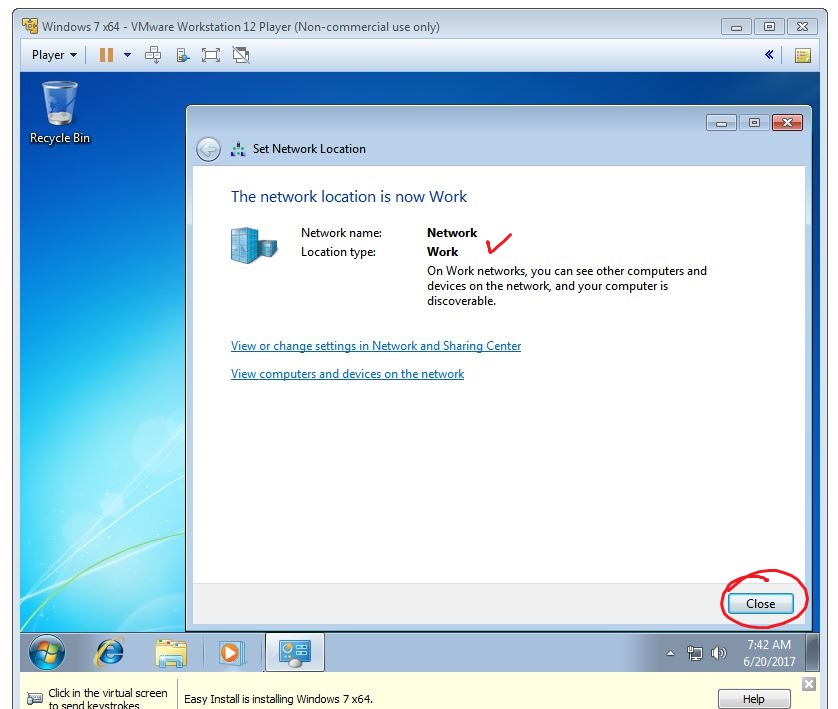 Windows 7 x64 - VMware Workstation 12 Player (Non-commercial use only)
Player
Recycle Bin
Set Network Location
The network location is now Work
Network name: Network
Location type: Work
On Work networks, you can see other computers and
devices on the network, and your computer is
discoverable.
View or change settings in Network and Sharing Center
View computers and devices on the network
Close
7:42 AM
6/20/2017
Click in the virtual screen
to send keystrokes
Easy Install is installing Windows 7 x64.
Help